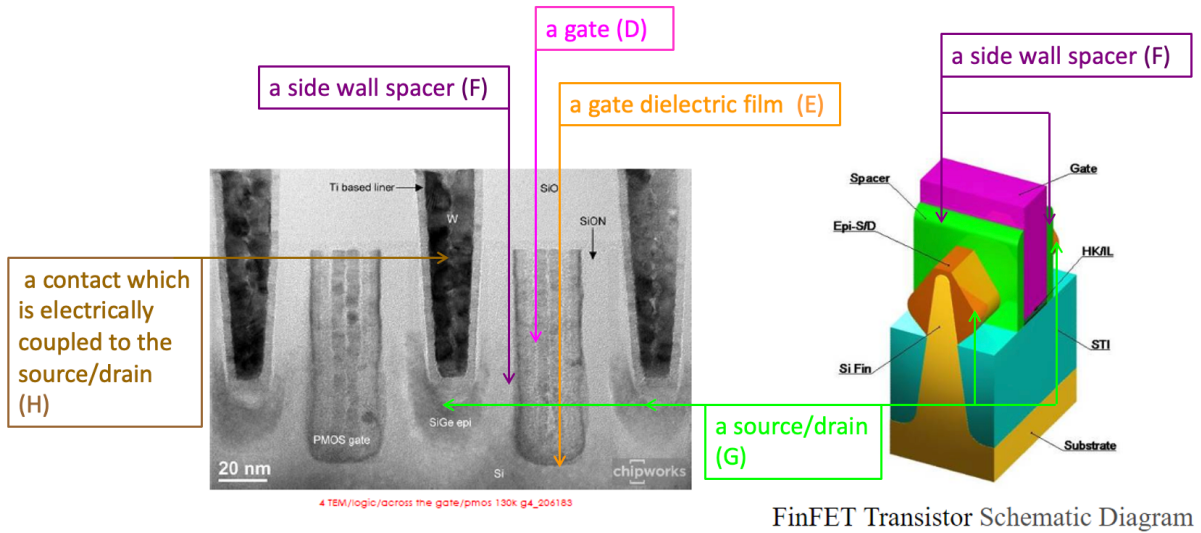 a gate (D)
a side wall spacer (F)
a side wall spacer (F)
a gate dielectric film (E)
Ti based liner
SiO
W
SiON
Spacer
Gate
Epi-S/D
HK/IL
a contact which
is electrically
coupled to the
source/drain
(H)
STI
Si Fin
SiGe epi
a source/drain
(G)
PMOS gate
Substrate
20 nm
Si
chipworks
4 TEM/logic/across the gate/pmos 130k g4_206183
FinFET Transistor Schematic Diagram